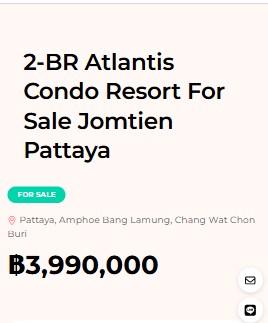 2-BR Atlantis
Condo Resort For
Sale Jomtien
Pattaya
FOR SALE
Pattaya, Amphoe Bang Lamung, Chang Wat Chon
Buri
฿3,990,000